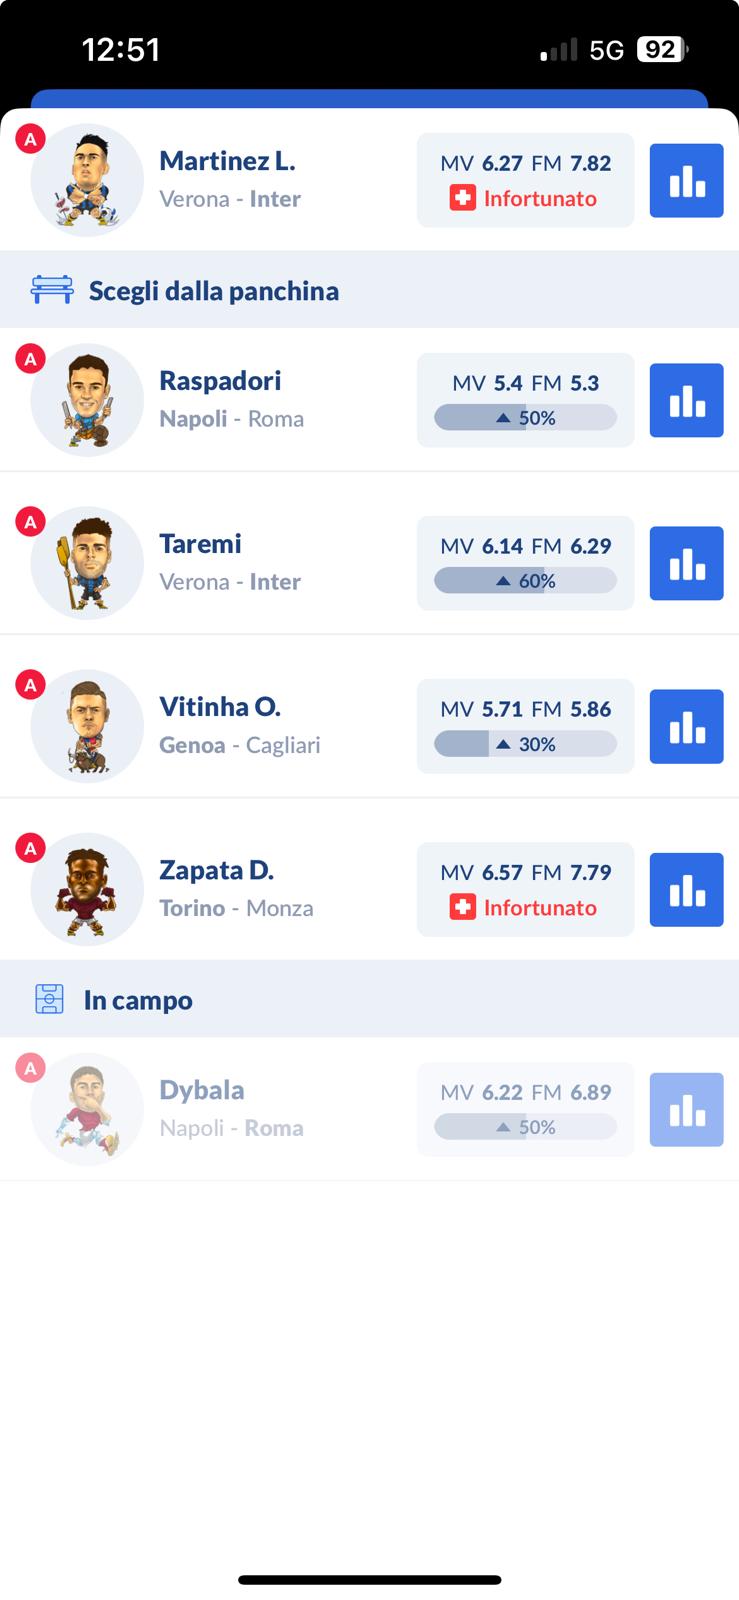 12:51
5G 92
A
Martinez L.
MV 6.27 FM 7.82
Verona - Inter
Infortunato
Scegli dalla panchina
A
Raspadori
MV 5.4 FM 5.3
Napoli - Roma
50%
A
Taremi
MV 6.14 FM 6.29
Verona - Inter
60%
A
Vitinha O.
MV 5.71 FM 5.86
Genoa - Cagliari
30%
A
Zapata D.
MV 6.57 FM 7.79
Torino - Monza
Infortunato
In campo
A
Dybala
MV 6.22 FM 6.89
Napoli - Roma
50%